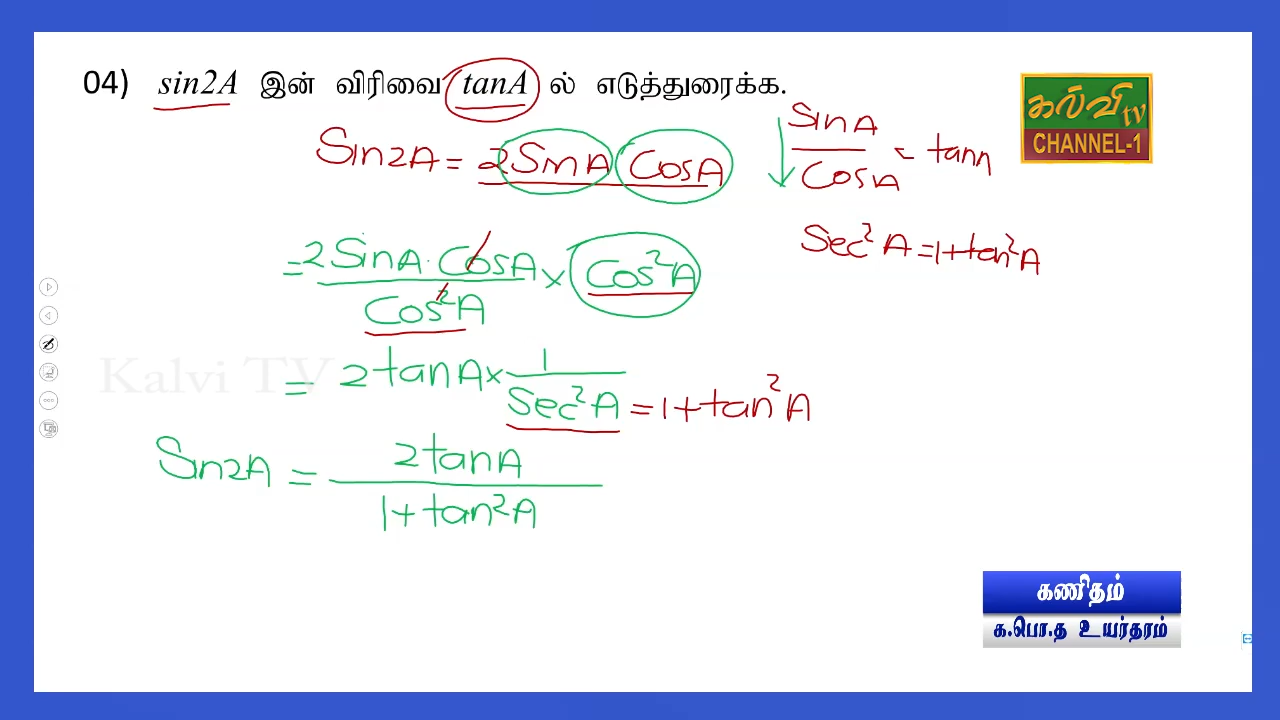 04) sin2A இன் விரிவை tanA ல் எடுத்துரைக்க.
கல்வி tv
CHANNEL-1
Sin2A = 2SinA CosA
SinA / CosA = tanA
Sec²A = 1+tan²A
= 2SinA.CosA / Cos²A × Cos²A
Kalvi TV
= 2tanA × 1 / Sec²A = 1+tan²A
Sin2A = 2tanA / 1+tan²A
கணிதம்
க.பொ.த உயர்தரம்